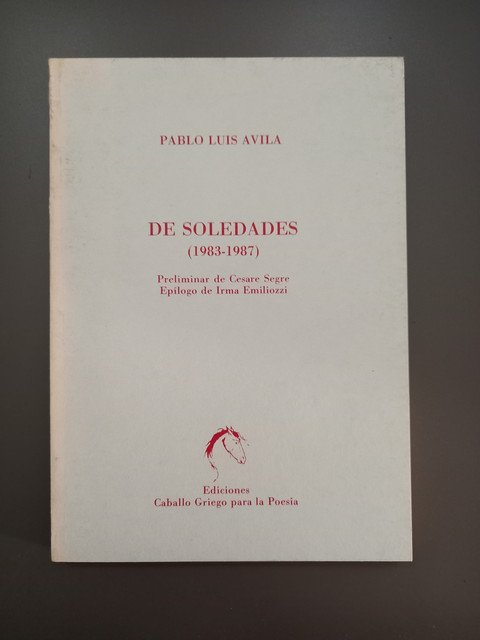 PABLO LUIS AVILA
DE SOLEDADES
(1983-1987)
Preliminar de Cesare Segre
Epílogo de Irma Emiliozzi
Ediciones
Caballo Griego para la Poesía